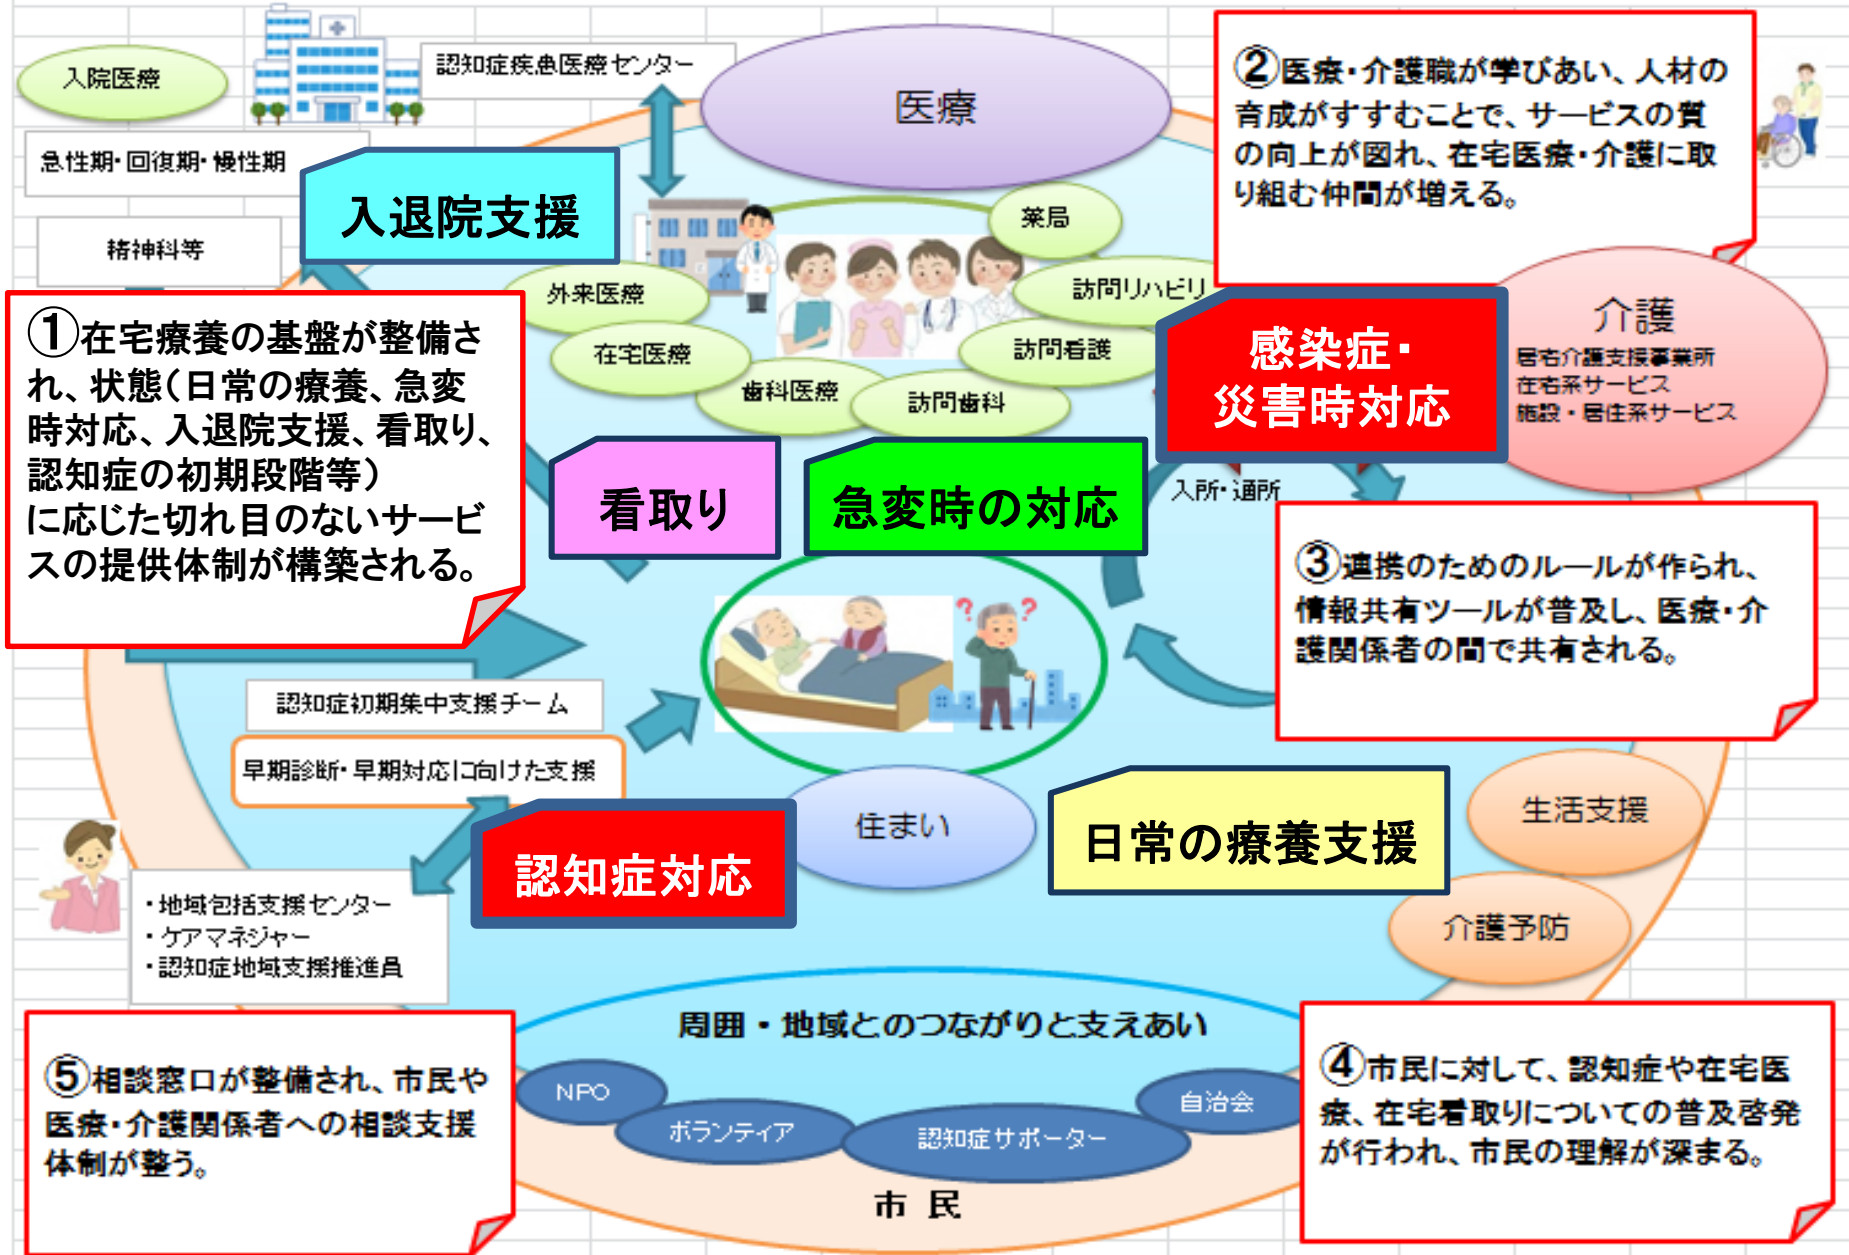 入院医療
認知症疾患医療センター
医療
②医療・介護職が学びあい、人材の
育成がすすむことで、サービスの質
の向上が図れ、在宅医療・介護に取
り組む仲間が増える。
急性期・回復期・慢性期
入退院支援
精神科等
薬局
訪問リハビリ
外来医療
在宅医療
歯科医療
訪問歯科
訪問看護
介護
居宅介護支援事業所
在宅系サービス
施設・居住系サービス
感染症・
災害時対応
①在宅療養の基盤が整備さ
れ、状態(日常の療養、急変
時対応、入退院支援、看取り、
認知症の初期段階等)
に応じた切れ目のないサービ
スの提供体制が構築される。
看取り
急変時の対応
入所・通所
③連携のためのルールが作られ、
情報共有ツールが普及し、医療・介
護関係者の間で共有される。
? ?
認知症初期集中支援チーム
早期診断・早期対応に向けた支援
住まい
日常の療養支援
生活支援
認知症対応
介護予防
・地域包括支援センター
・ケアマネジャー
・認知症地域支援推進員
周囲・地域とのつながりと支えあい
NPO
ボランティア
認知症サポーター
自治会
市 民
⑤相談窓口が整備され、市民や
医療・介護関係者への相談支援
体制が整う。
④市民に対して、認知症や在宅医
療、在宅看取りについての普及啓発
が行われ、市民の理解が深まる。